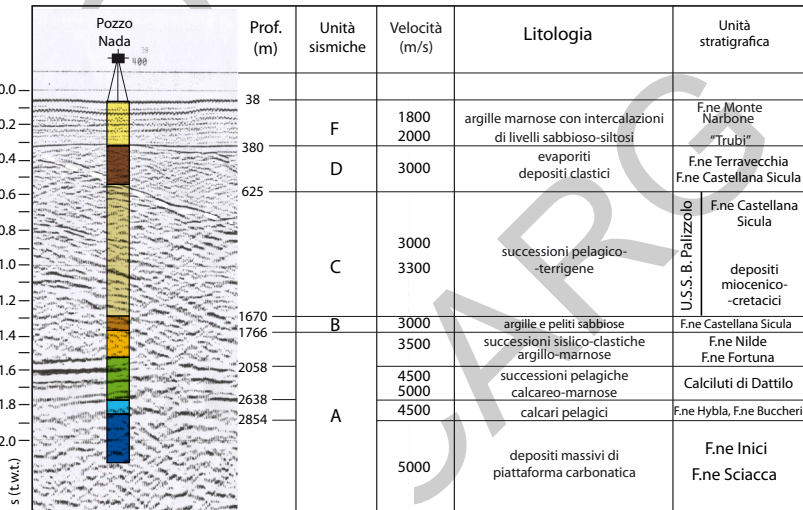 Pozzo
Nada
400
Prof.
(m)
Unità
sismiche
Velocità
(m/s)
Litologia
Unità
stratigrafica
0.0
0.2
0.4
0.6
0.8
1.0
1.2
1.4
1.6
1.8
2.0
s (t.w.t.)
38
F
1800
2000
argille marnose con intercalazioni
di livelli sabbioso-siltosi
F.ne Monte
Narbone
"Trubi"
380
D
3000
evaporiti
depositi clastici
F.ne Terravecchia
F.ne Castellana Sicula
625
C
3000
3300
successioni pelagico-
-terrigene
U.S.S. B. Palizzolo
F.ne Castellana
Sicula
depositi
miocenico-
-cretacici
1670
B
3000
argille e peliti sabbiose
F.ne Castellana Sicula
1766
A
3500
successioni sislico-clastiche
argillo-marnose
F.ne Nilde
F.ne Fortuna
2058
4500
5000
successioni pelagiche
calcareo-marnose
Calciluti di Dattilo
2638
4500
calcari pelagici
F.ne Hybla, F.ne Buccheri
2854
5000
depositi massivi di
piattaforma carbonatica
F.ne Inici
F.ne Sciacca
CARG